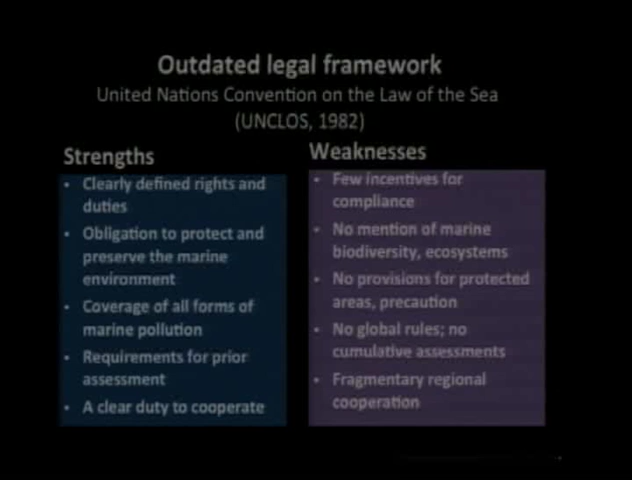 Outdated legal framework
United Nations Convention on the Law of the Sea
(UNCLOS, 1982)
Strengths
• Clearly defined rights and
duties
• Obligation to protect and
preserve the marine
environment
• Coverage of all forms of
marine pollution
• Requirements for prior
assessment
• A clear duty to cooperate
Weaknesses
• Few incentives for
compliance
• No mention of marine
biodiversity, ecosystems
• No provisions for protected
areas, precaution
• No global rules; no
cumulative assessments
• Fragmentary regional
cooperation